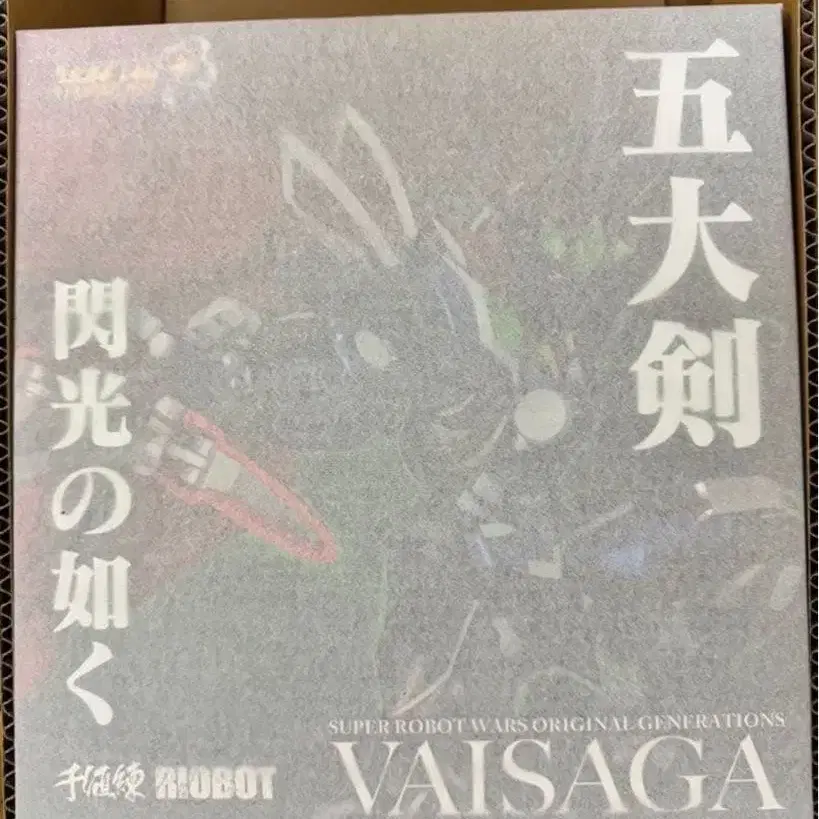 五大剣
閃光の如く
千値練 RIOBOT
SUPER ROBOT WARS ORIGINAL GENERATIONS
VAISAGA